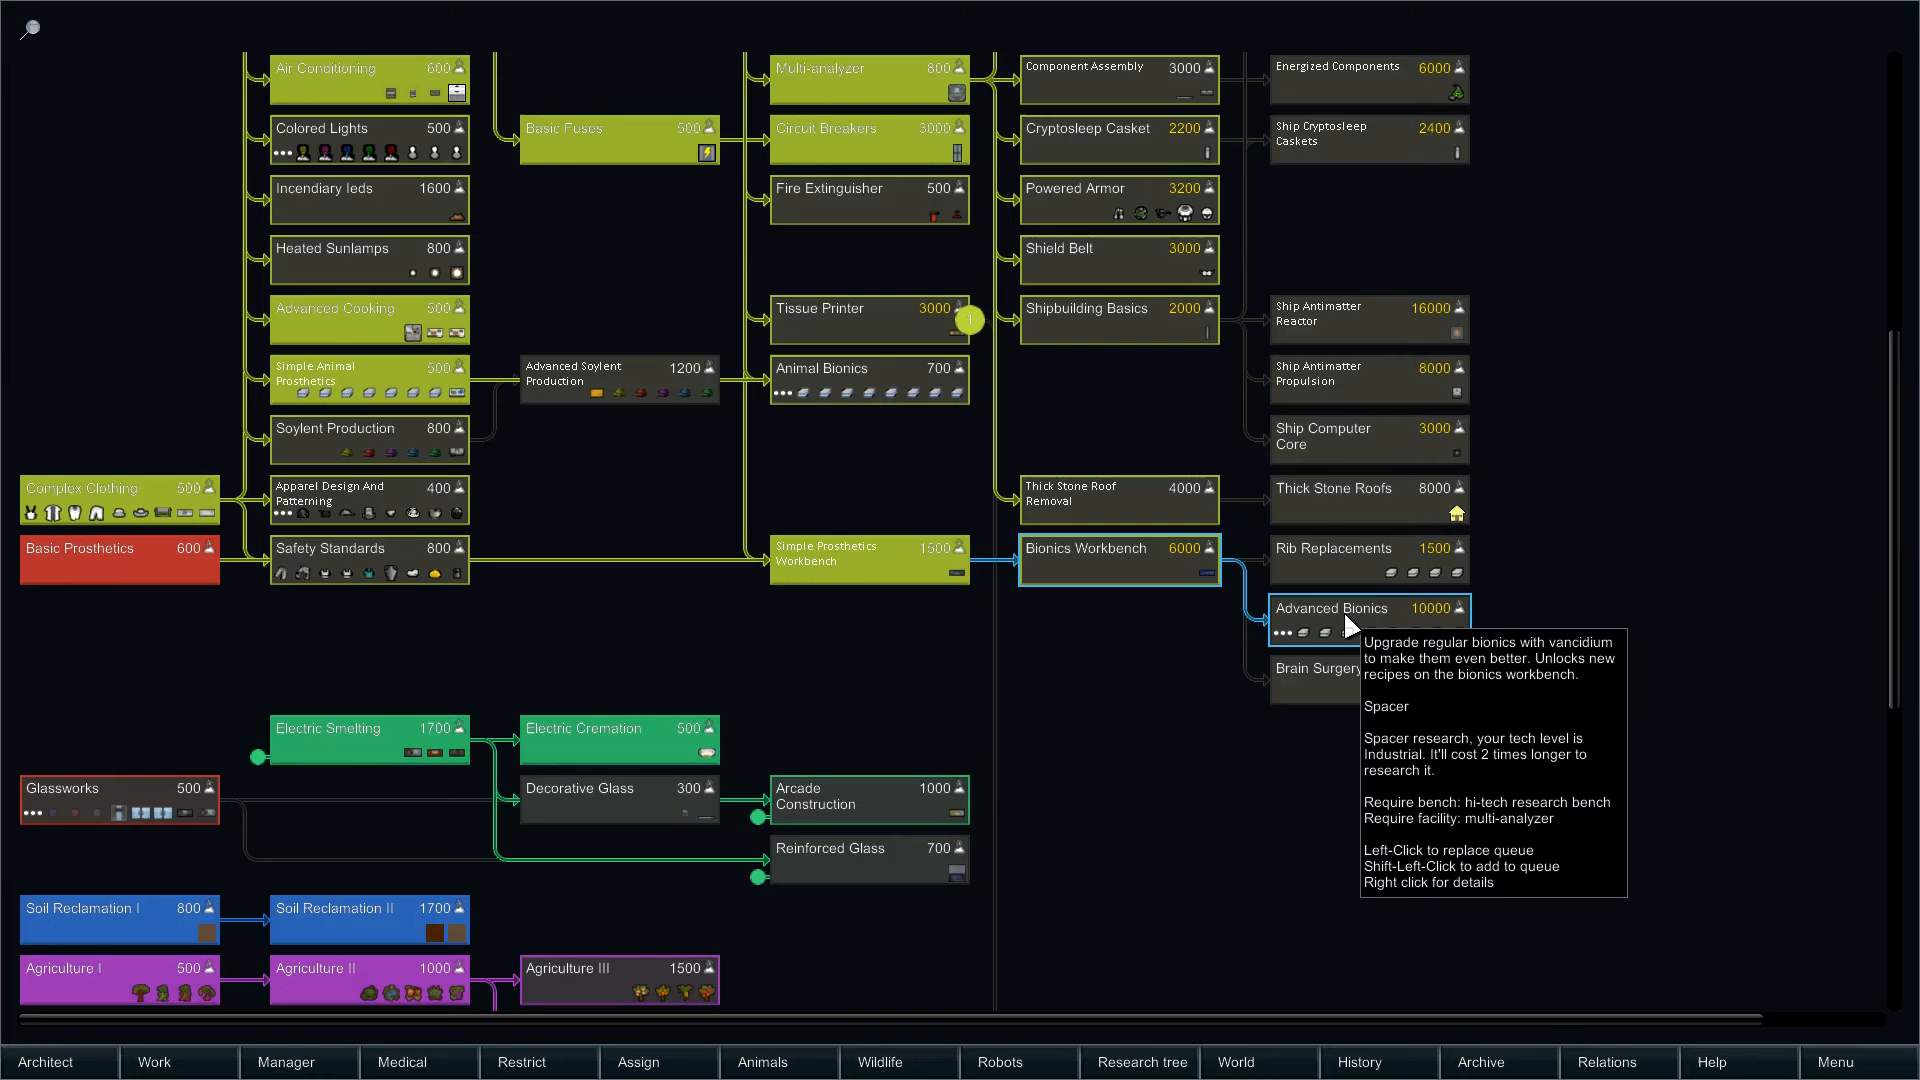 Air Conditioning 600
Multi-analyzer 800
Component Assembly 3000
Energized Components 6000
Colored Lights 500
Basic Fuses 500
Circuit Breakers 3000
Cryptosleep Casket 2200
Ship Cryptosleep
Caskets 2400
Incendiary Ieds 1600
Fire Extinguisher 500
Powered Armor 3200
Heated Sunlamps 800
Shield Belt 3000
Advanced Cooking 500
Tissue Printer 3000
Shipbuilding Basics 2000
Ship Antimatter
Reactor 16000
Simple Animal
Prosthetics 500
Advanced Soylent
Production 1200
Animal Bionics 700
Ship Antimatter
Propulsion 8000
Soylent Production 800
Ship Computer
Core 3000
Complex Clothing 500
Apparel Design And
Patterning 400
Thick Stone Roof
Removal 4000
Thick Stone Roofs 8000
Basic Prosthetics 600
Safety Standards 800
Simple Prosthetics
Workbench 1500
Bionics Workbench 6000
Rib Replacements 1500
Advanced Bionics 10000
Brain Surgery
Upgrade regular bionics with vancidium
to make them even better. Unlocks new
recipes on the bionics workbench.
Spacer
Spacer research, your tech level is
Industrial. It'll cost 2 times longer to
research it.
Require bench: hi-tech research bench
Require facility: multi-analyzer
Left-Click to replace queue
Shift-Left-Click to add to queue
Right click for details
Electric Smelting 1700
Electric Cremation 500
Glassworks 500
Decorative Glass 300
Arcade
Construction 1000
Reinforced Glass 700
Soil Reclamation I 800
Soil Reclamation II 1700
Agriculture I 500
Agriculture II 1000
Agriculture III 1500
Architect Work Manager Medical Restrict Assign Animals Wildlife Robots Research tree World History Archive Relations Help Menu